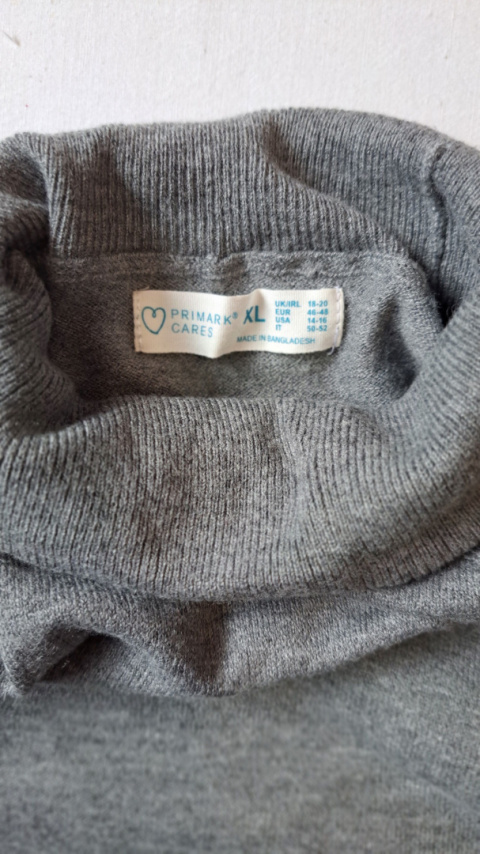 PRIMARK®
CARES
XL
UK/IRL 18-20
EUR 46-48
USA 14-16
IT 50-52
MADE IN BANGLADESH